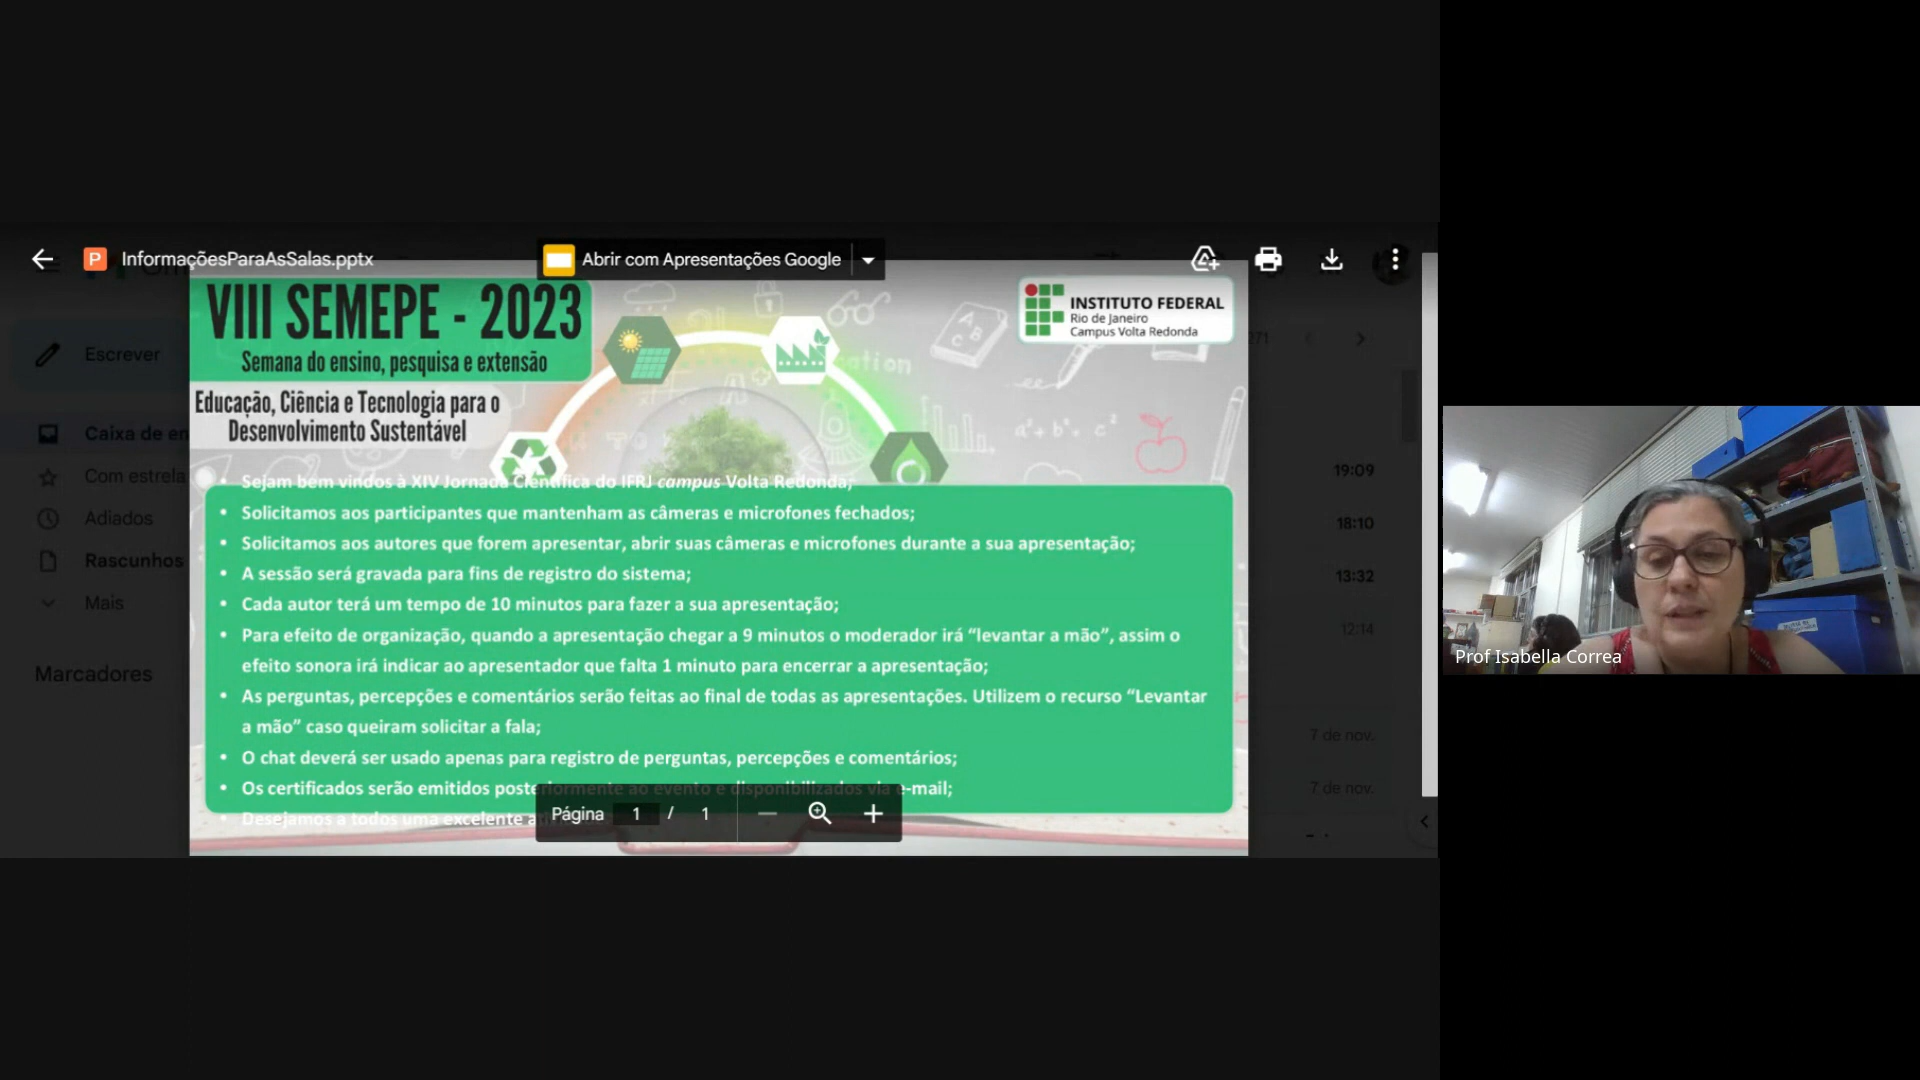 InformaçõesParaAsSalas.pptx
Abrir com Apresentações Google
VIII SEMEPE - 2023
Semana do ensino, pesquisa e extensão
INSTITUTO FEDERAL
Rio de Janeiro
Campus Volta Redonda
Educação, Ciência e Tecnologia para o
Desenvolvimento Sustentável
a² + b² = c²
Escrever
Caixa de en
Com estrela
Adiados
Rascunhos
Mais
Marcadores
• Sejam bem vindos à XIV Jornada Científica do IFRJ campus Volta Redonda;
• Solicitamos aos participantes que mantenham as câmeras e microfones fechados;
• Solicitamos aos autores que forem apresentar, abrir suas câmeras e microfones durante a sua apresentação;
• A sessão será gravada para fins de registro do sistema;
• Cada autor terá um tempo de 10 minutos para fazer a sua apresentação;
• Para efeito de organização, quando a apresentação chegar a 9 minutos o moderador irá “levantar a mão”, assim o
efeito sonora irá indicar ao apresentador que falta 1 minuto para encerrar a apresentação;
• As perguntas, percepções e comentários serão feitas ao final de todas as apresentações. Utilizem o recurso “Levantar
a mão” caso queiram solicitar a fala;
• O chat deverá ser usado apenas para registro de perguntas, percepções e comentários;
• Os certificados serão emitidos posteriormente ao evento e disponibilizados via e-mail;
• Desejamos a todos uma excelente
Página 1 / 1
19:09
18:10
13:32
12:14
7 de nov.
7 de nov.
Prof Isabella Correa